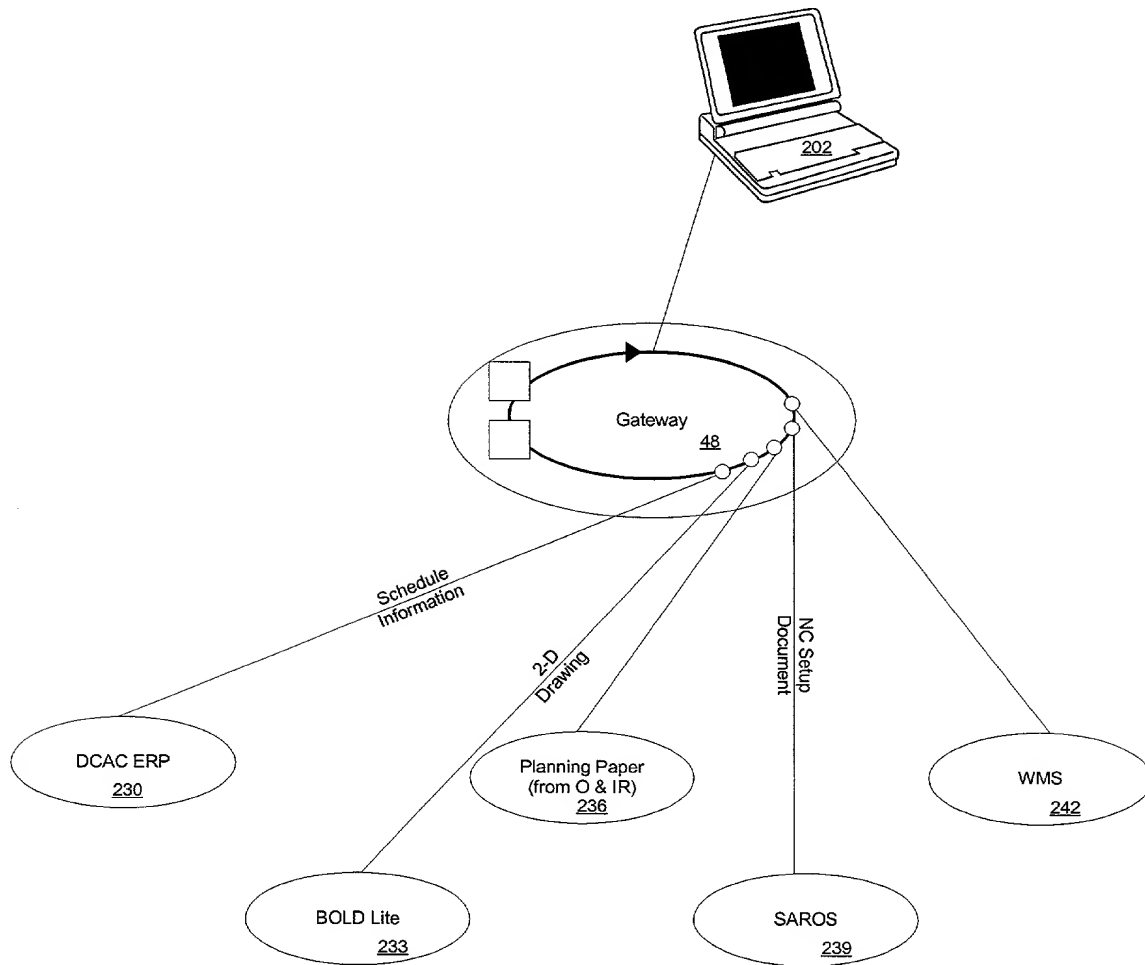 202
Gateway
48
Schedule
Information
2-D
Drawing
NC Setup
Document
DCAC ERP
230
Planning Paper
(from O & IR)
236
WMS
242
BOLD Lite
233
SAROS
239